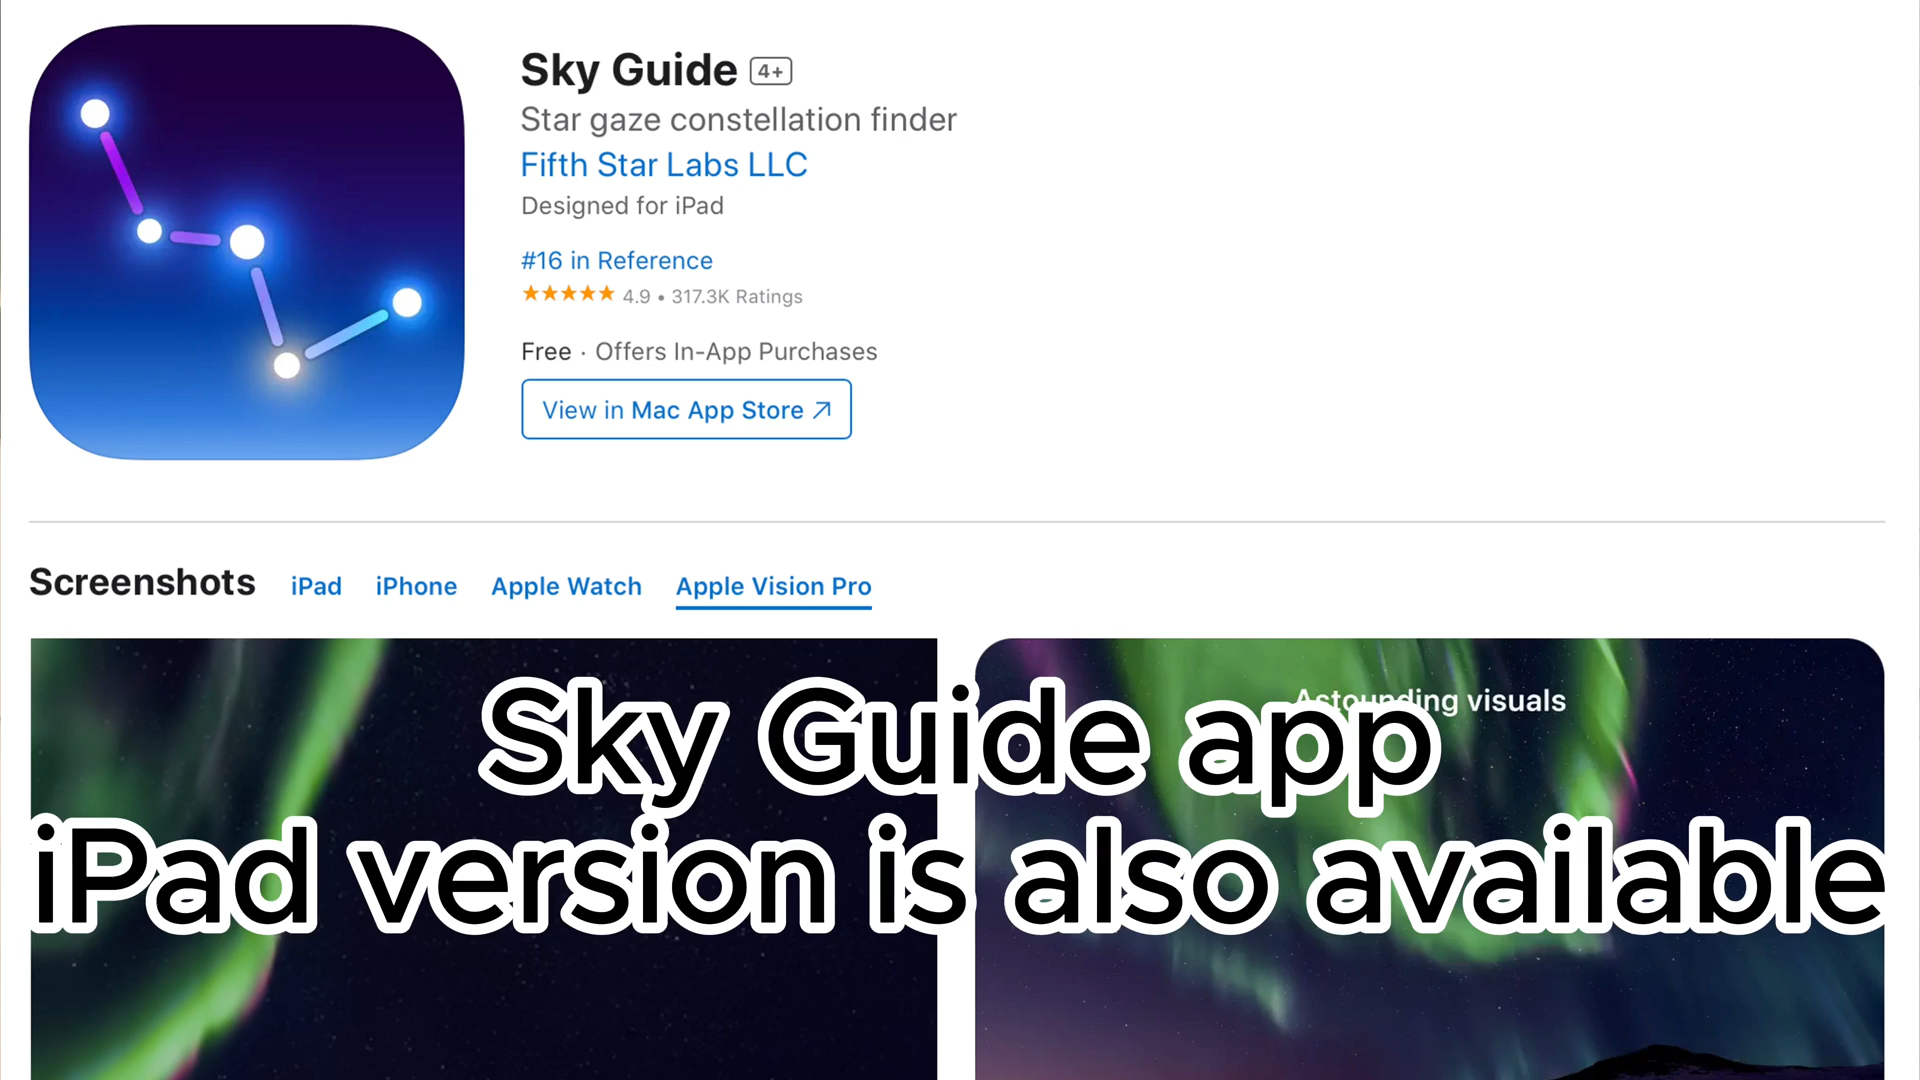 Sky Guide 4+
Star gaze constellation finder
Fifth Star Labs LLC
Designed for iPad
#16 in Reference
★★★★★ 4.9 • 317.3K Ratings
Free · Offers In-App Purchases
View in Mac App Store ↗
Screenshots iPad iPhone Apple Watch Apple Vision Pro
Astounding visuals
Sky Guide app
iPad version is also available